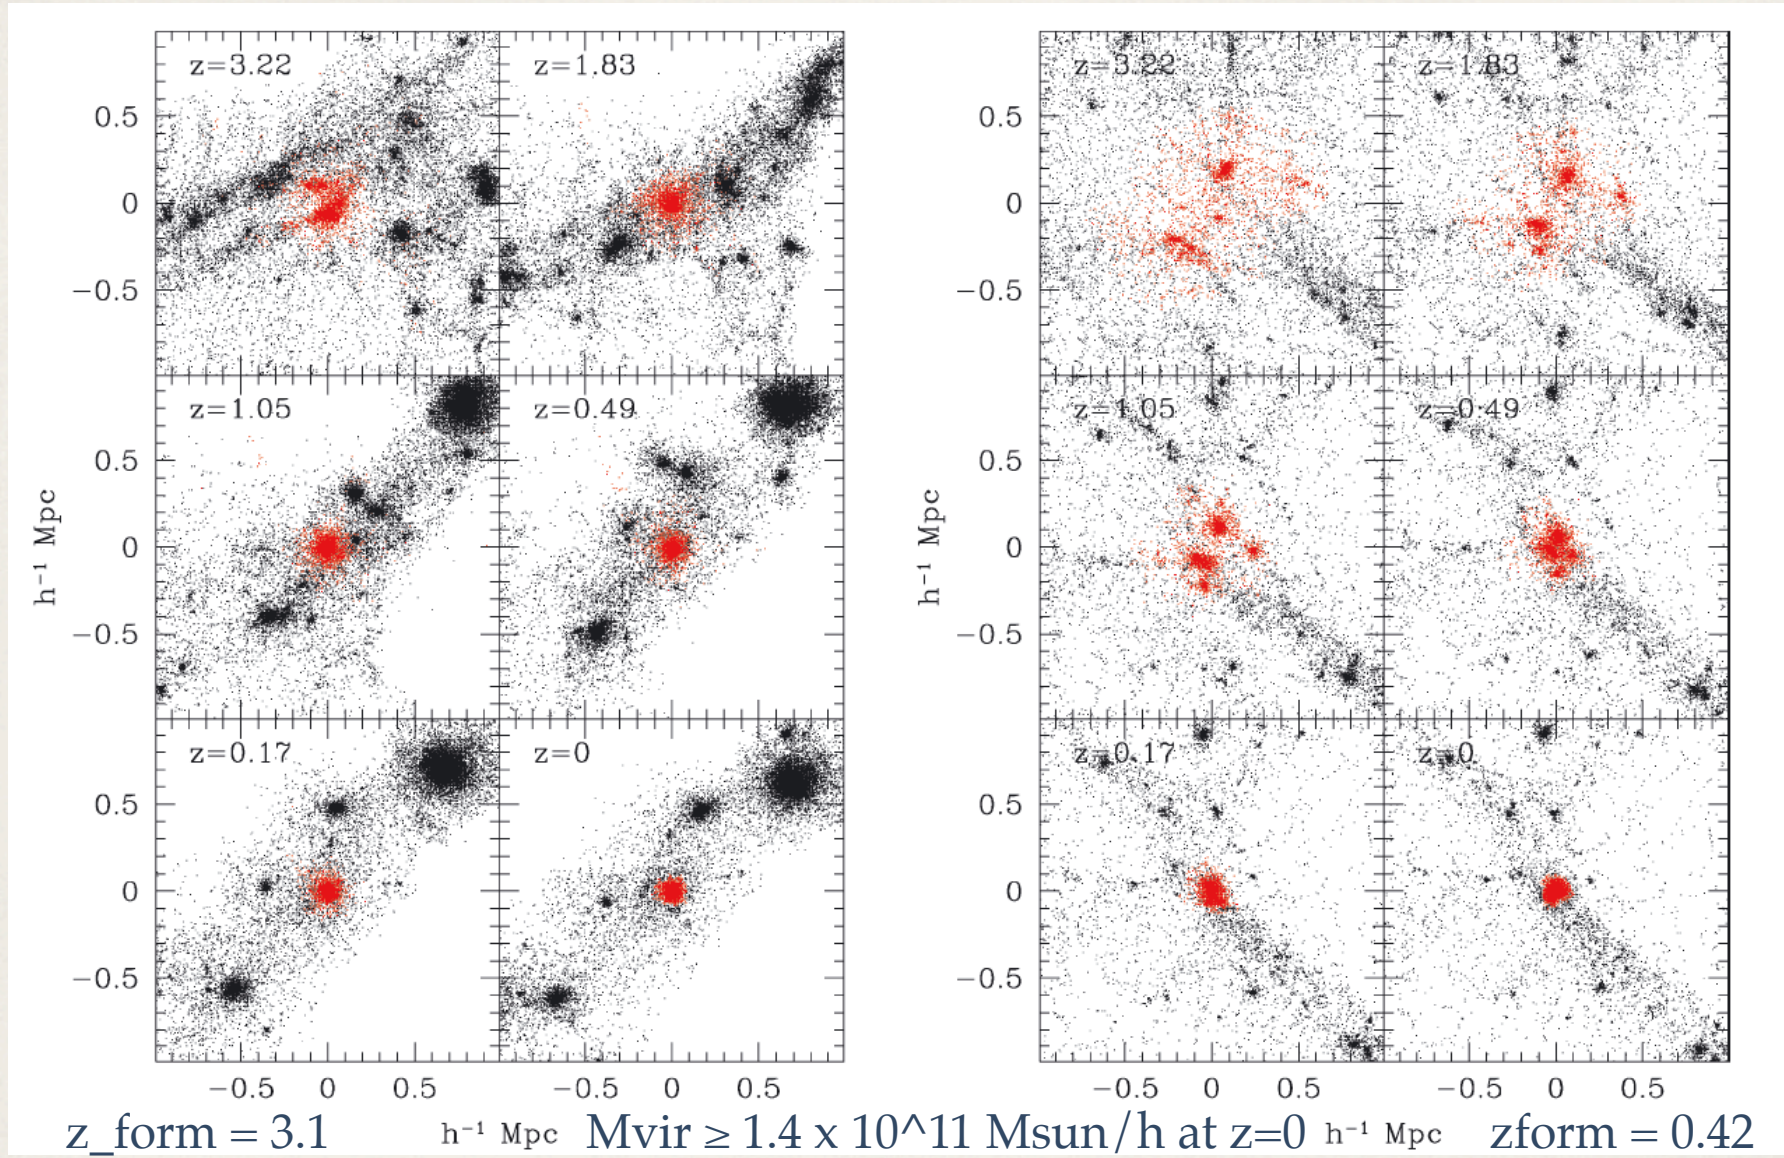 z=3.22 z=1.83 z=3.22 z=1.83
0.5 0.5
0 0
−0.5 −0.5
z=1.05 z=0.49 z=1.05 z=0.49
0.5 0.5
0 0
−0.5 −0.5
h⁻¹ Mpc h⁻¹ Mpc
z=0.17 z=0 z=0.17 z=0
0.5 0.5
0 0
−0.5 −0.5
−0.5 0 0.5 −0.5 0 0.5 −0.5 0 0.5 −0.5 0 0.5
z_form = 3.1 h⁻¹ Mpc Mvir ≥ 1.4 x 10^11 Msun/h at z=0 h⁻¹ Mpc zform = 0.42